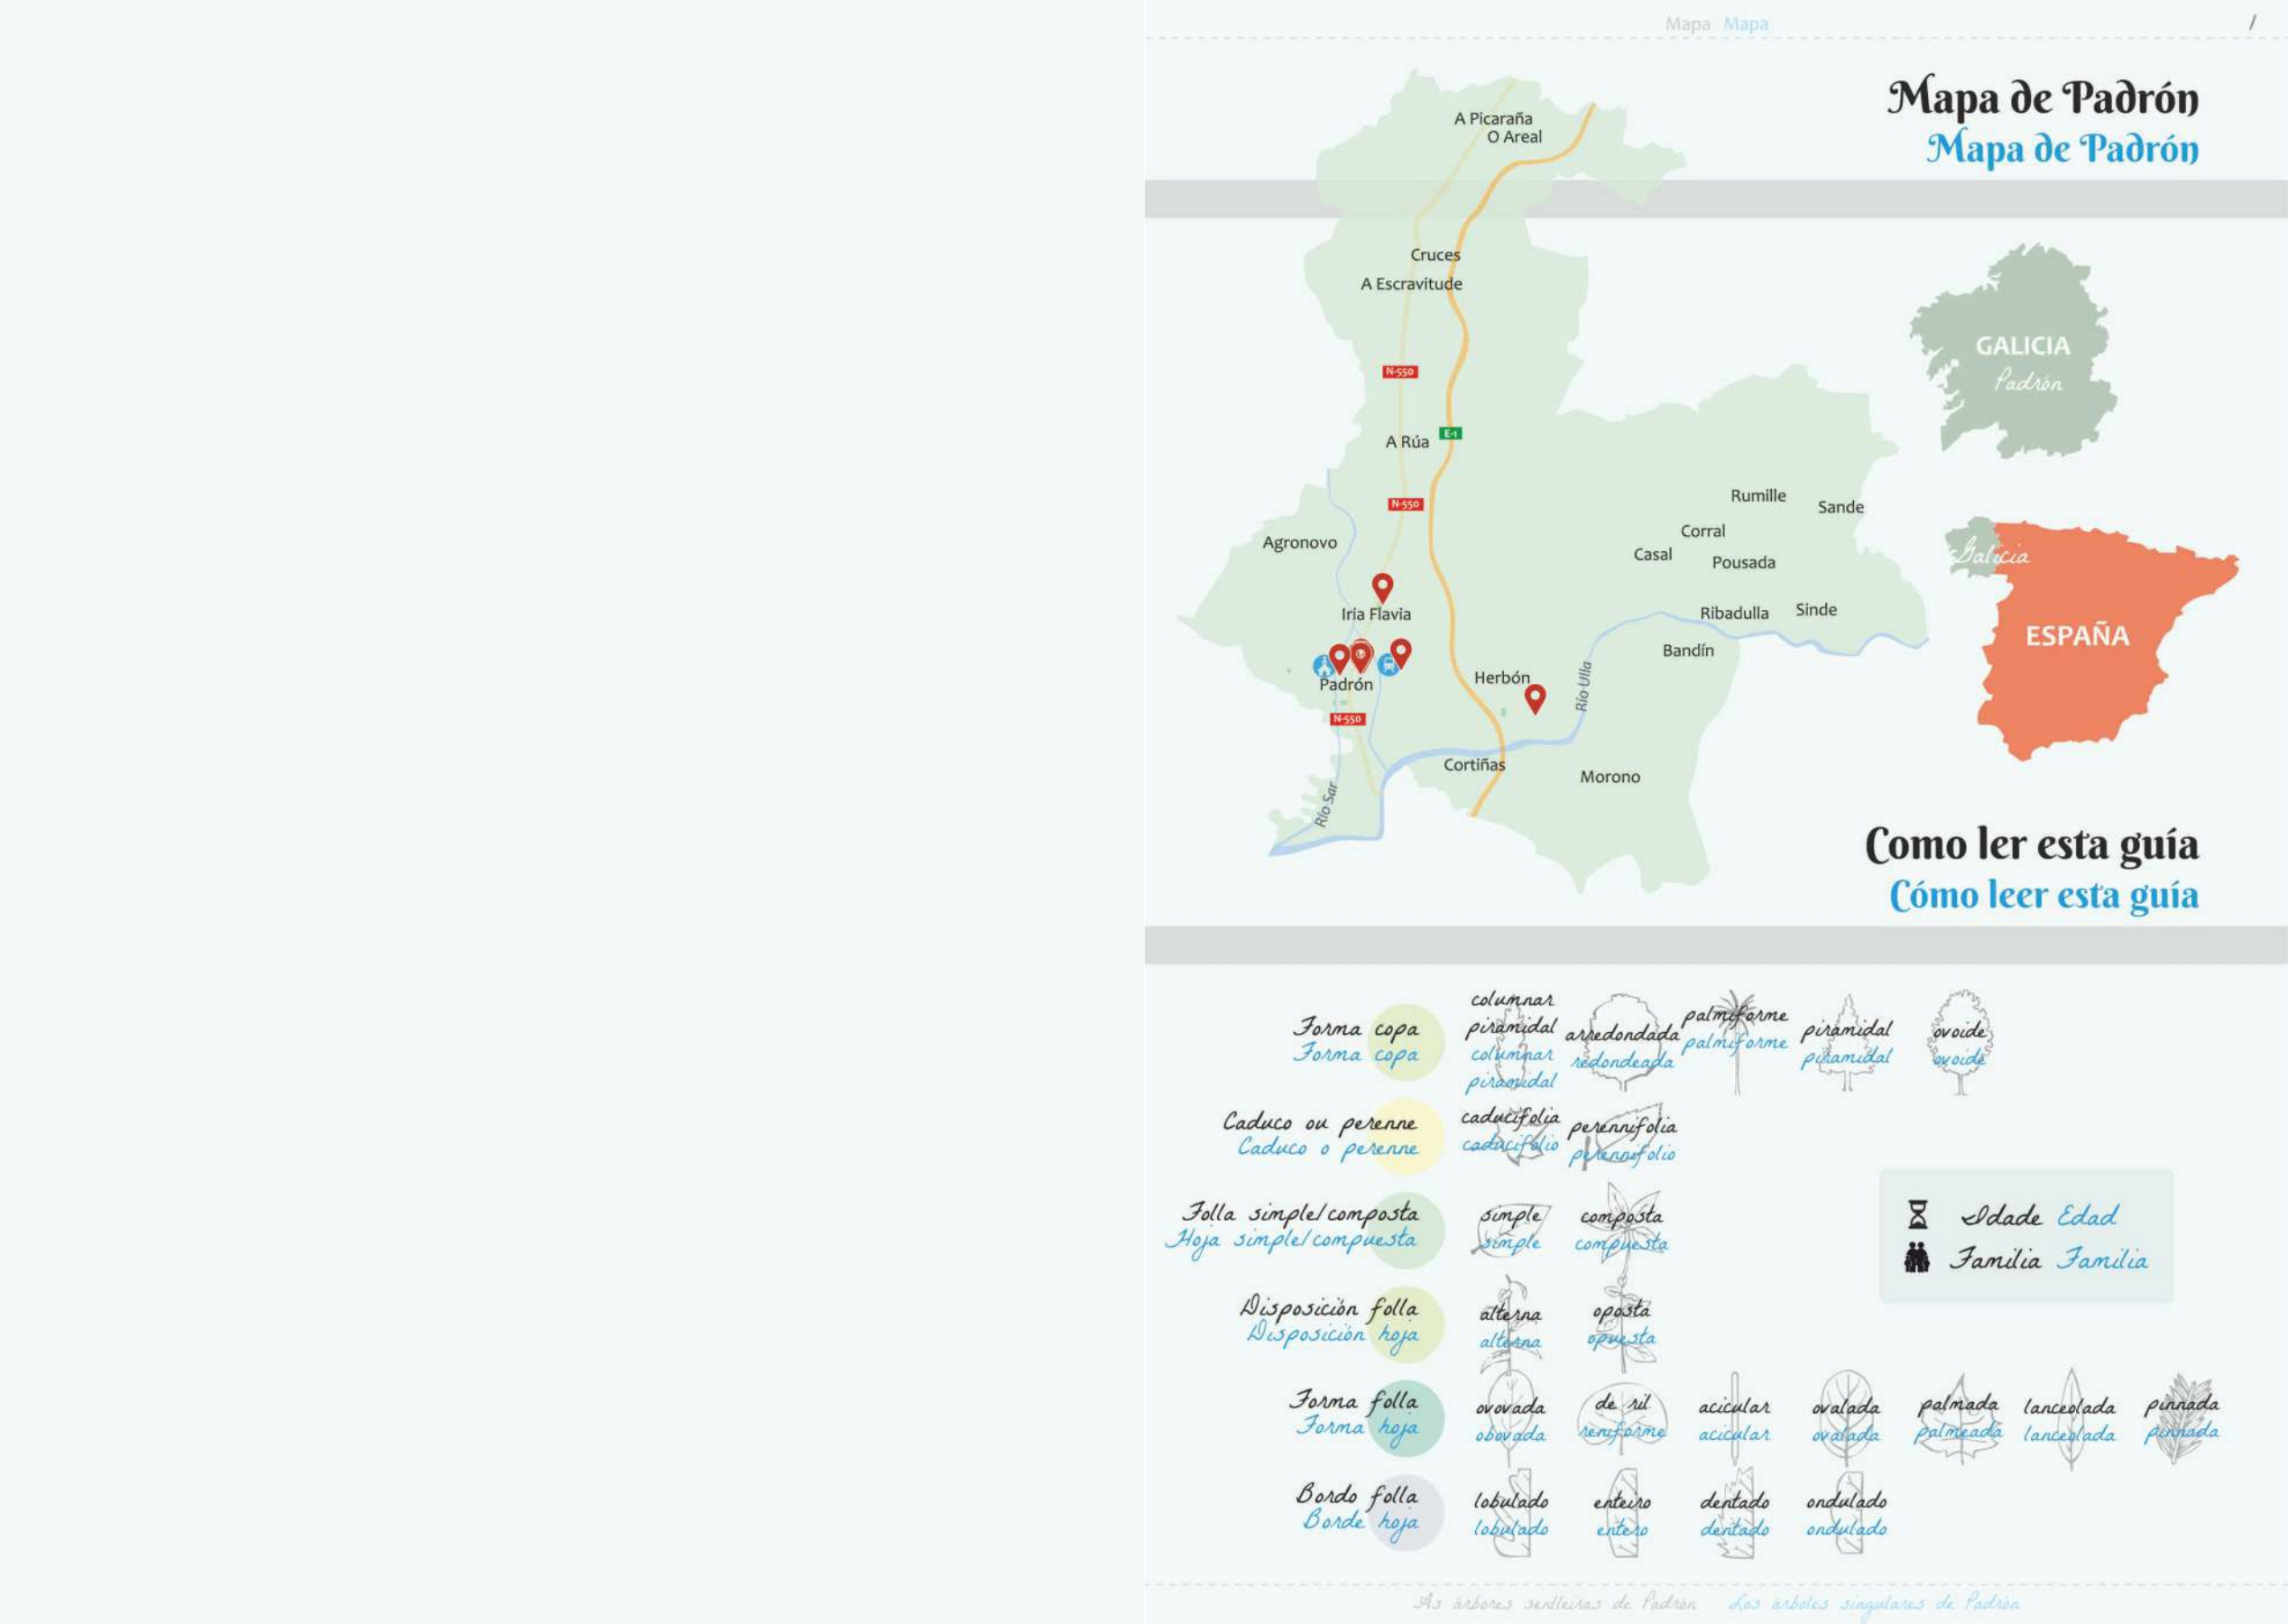 Mapa Mapa
/
Mapa de Padrón
Mapa de Padrón
A Picaraña
O Areal
Cruces
A Escravitude
GALICIA
Padrón
N-550
A Rúa
E-1
N-550
Rumille
Sande
Corral
Agronovo
Casal
Pousada
Galicia
Iria Flavia
Ribadulla
Sinde
ESPAÑA
Bandín
Padrón
Herbón
Río Ulla
N-550
Cortiñas
Morono
Río Sar
Como ler esta guía
Cómo leer esta guía
Forma copa
Forma copa
columnar
piramidal
columnar
piramidal
arredondada
redondeada
palmiforme
palmiforme
piramidal
piramidal
ovoide
ovoide
Caduco ou perenne
Caduco o perenne
caducifolia
caducifolio
perennifolia
perennifolio
Folla simple/composta
Hoja simple/compuesta
simple
simple
composta
compuesta
Idade Edad
Familia Familia
Disposición folla
Disposición hoja
alterna
alterna
oposta
opuesta
Forma folla
Forma hoja
ovovada
obovada
de ril
reniforme
acicular
acicular
ovalada
ovalada
palmada
palmeada
lanceolada
lanceolada
pinnada
pinnada
Bordo folla
Borde hoja
lobulado
lobulado
enteiro
entero
dentado
dentado
ondulado
ondulado
As árbores senlleiras de Padrón Los árboles singulares de Padrón